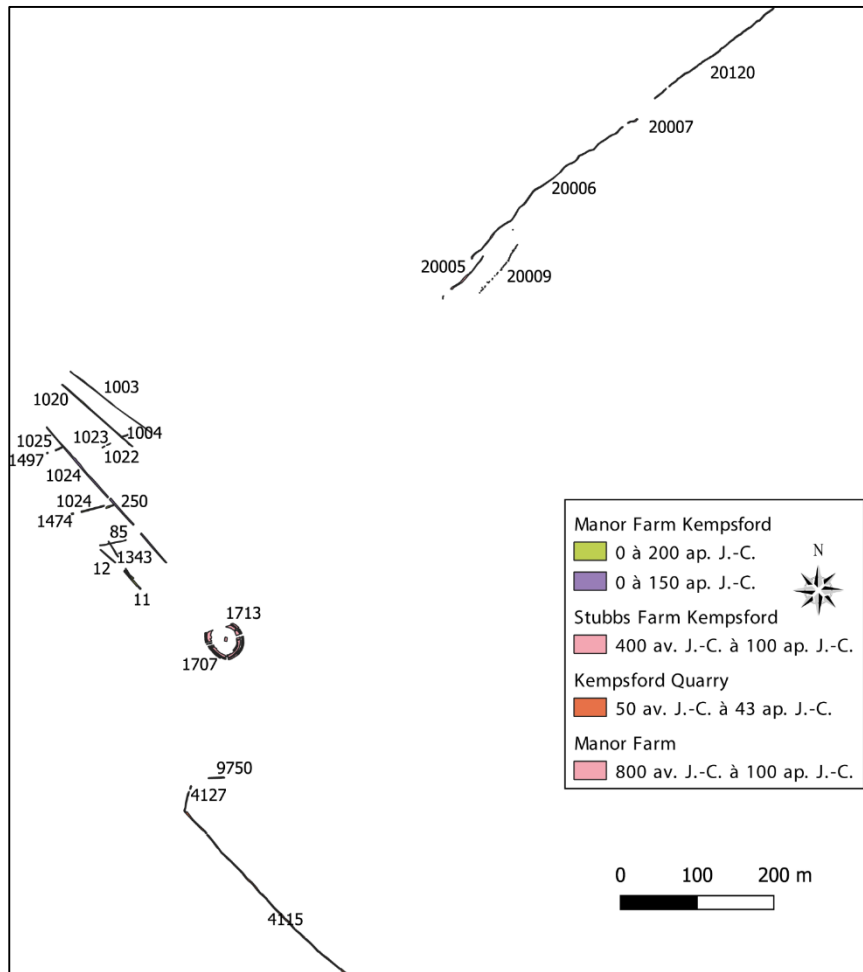 20120
20007
20006
20005
20009
1003
1020
1004
1023
1025
1022
1497
1024
1024
250
1474
85
1343
12
11
1713
1707
9750
4127
4115
Manor Farm Kempsford
0 à 200 ap. J.-C.
0 à 150 ap. J.-C.
N
Stubbs Farm Kempsford
400 av. J.-C. à 100 ap. J.-C.
Kempsford Quarry
50 av. J.-C. à 43 ap. J.-C.
Manor Farm
800 av. J.-C. à 100 ap. J.-C.
0 100 200 m